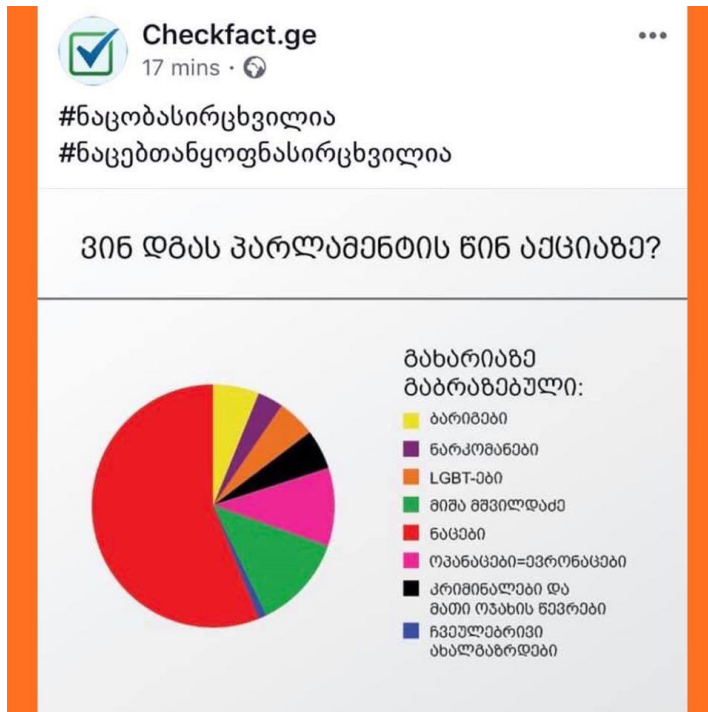 Checkfact.ge
17 mins ·
#ნაცობასირცხვილია
#ნაცებთანყოფნასირცხვილია
ვინ დგას პარლამენტის წინ აქციაზე?
გახარიაზე
გაბრაზებული:
ბარიგები
ნარკომანები
LGBT-ები
მიშა მშვილდაძე
ნაცები
ოპანაცები=ევრონაცები
კრიმინალები და
მათი ოჯახის წევრები
ჩვეულებრივი
ახალგაზრდები